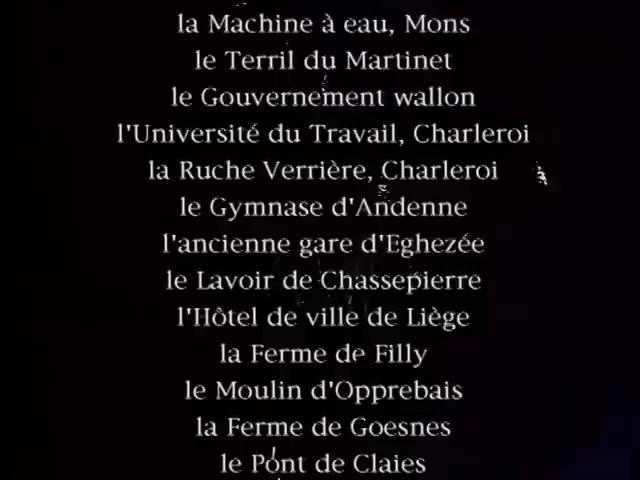 la Machine à eau, Mons
le Terril du Martinet
le Gouvernement wallon
l'Université du Travail, Charleroi
la Ruche Verrière, Charleroi
le Gymnase d'Andenne
l'ancienne gare d'Eghezée
le Lavoir de Chassepierre
l'Hôtel de ville de Liège
la Ferme de Filly
le Moulin d'Opprebais
la Ferme de Goesnes
le Pont de Claies